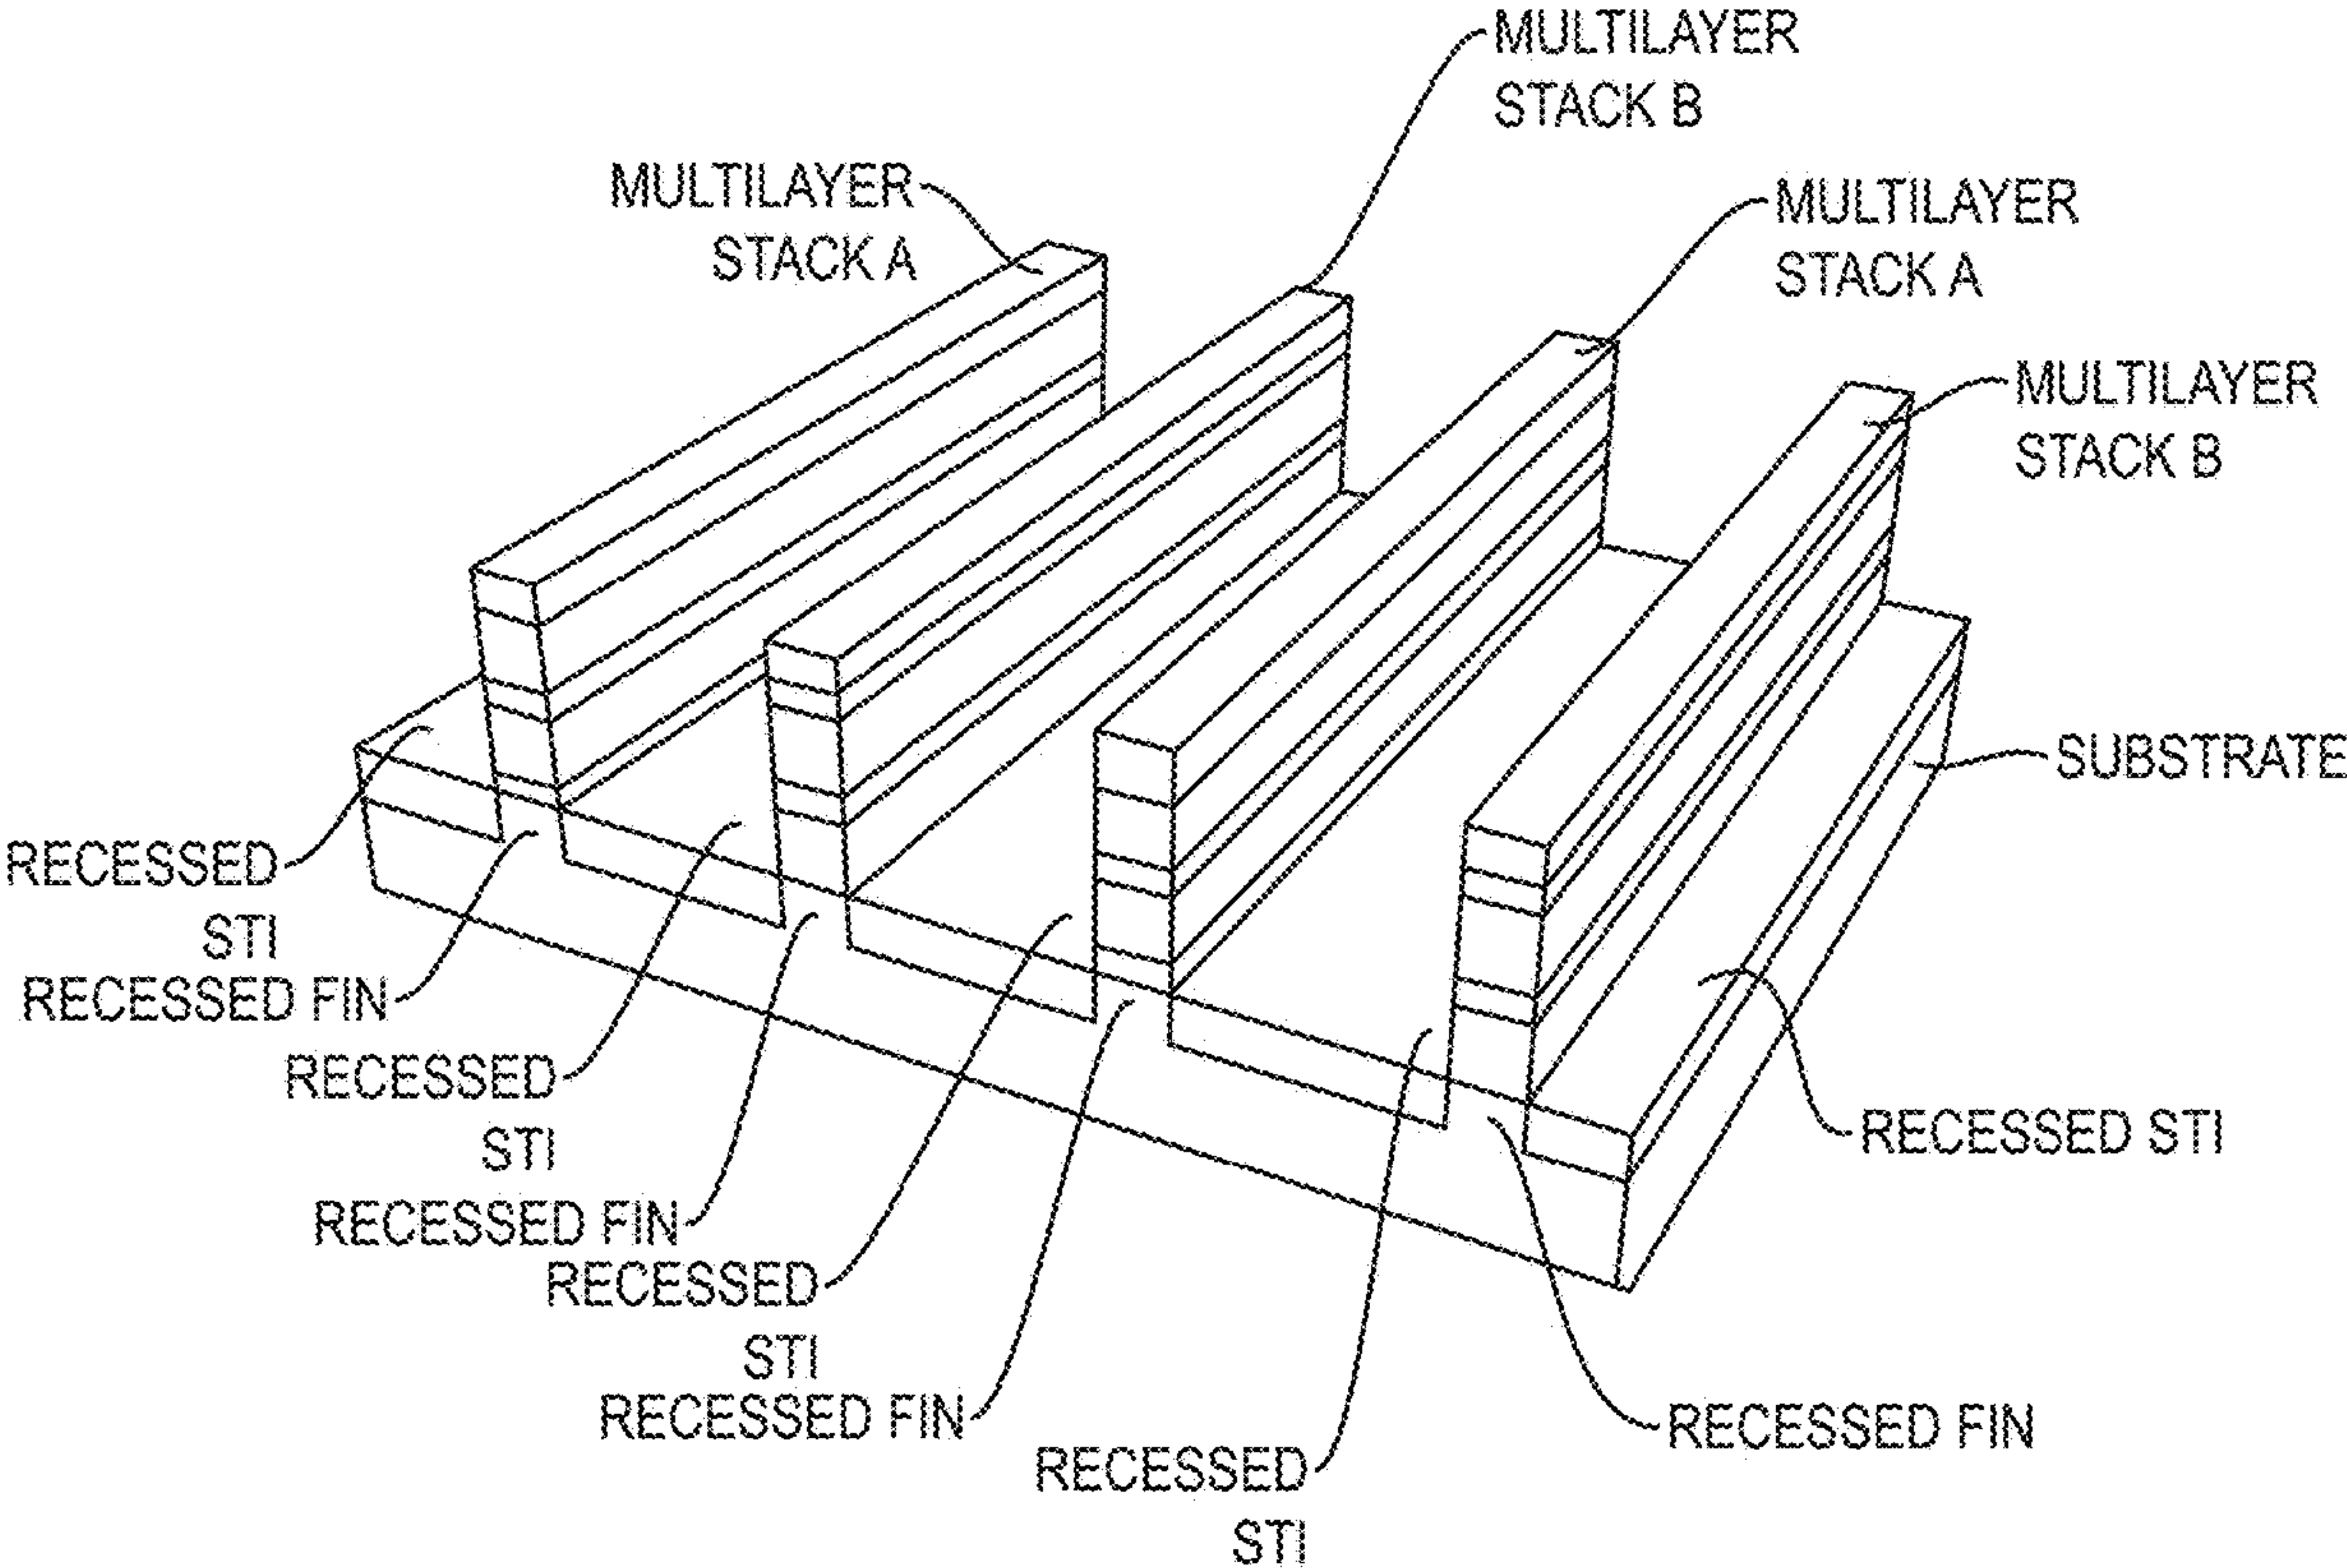 MULTILAYER
STACK B
MULTILAYER
STACK A
MULTILAYER
STACK A
MULTILAYER
STACK B
SUBSTRATE
RECESSED
STI
RECESSED FIN
RECESSED
STI
RECESSED STI
RECESSED FIN
RECESSED
STI
RECESSED FIN
RECESSED FIN
RECESSED
STI